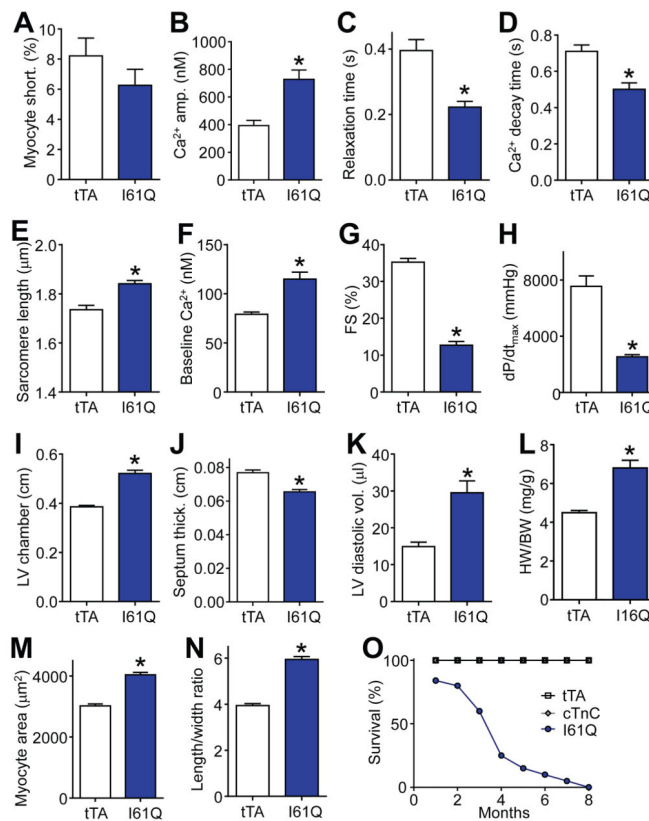 A
Myocyte short. (%)
10
8
6
4
2
0
tTA I61Q
B
Ca²⁺ amp. (nM)
1000
800
600
400
200
0
*
tTA I61Q
C
Relaxation time (s)
0.4
0.2
0.0
*
tTA I61Q
D
Ca²⁺ decay time (s)
0.8
0.6
0.4
0.2
0.0
*
tTA I61Q
E
Sarcomere length (μm)
2.0
1.8
1.6
1.4
*
tTA I61Q
F
Baseline Ca²⁺ (nM)
150
100
50
0
*
tTA I61Q
G
FS (%)
40
30
20
10
0
*
tTA I61Q
H
dP/dtmax (mmHg)
8000
4000
0
*
tTA I61Q
I
LV chamber (cm)
0.6
0.4
0.2
0.0
*
tTA I61Q
J
Septum thick. (cm)
0.08
0.06
0.04
0.02
0.00
*
tTA I61Q
K
LV diastolic vol. (μl)
40
30
20
10
0
*
tTA I61Q
L
HW/BW (mg/g)
8
6
4
2
0
*
tTA I16Q
M
Myocyte area (μm²)
4000
2000
0
*
tTA I61Q
N
Length/width ratio
6
4
2
0
*
tTA I61Q
O
Survival (%)
100
50
0
tTA
cTnC
I61Q
0 2 4 6 8
Months